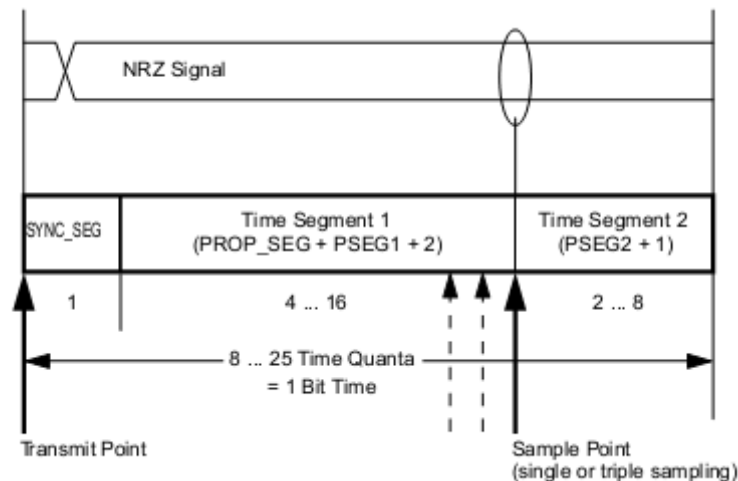 NRZ Signal
SYNC_SEG
Time Segment 1
(PROP_SEG + PSEG1 + 2)
Time Segment 2
(PSEG2 + 1)
1
4 ... 16
2 ... 8
8 ... 25 Time Quanta
= 1 Bit Time
Transmit Point
Sample Point
(single or triple sampling)